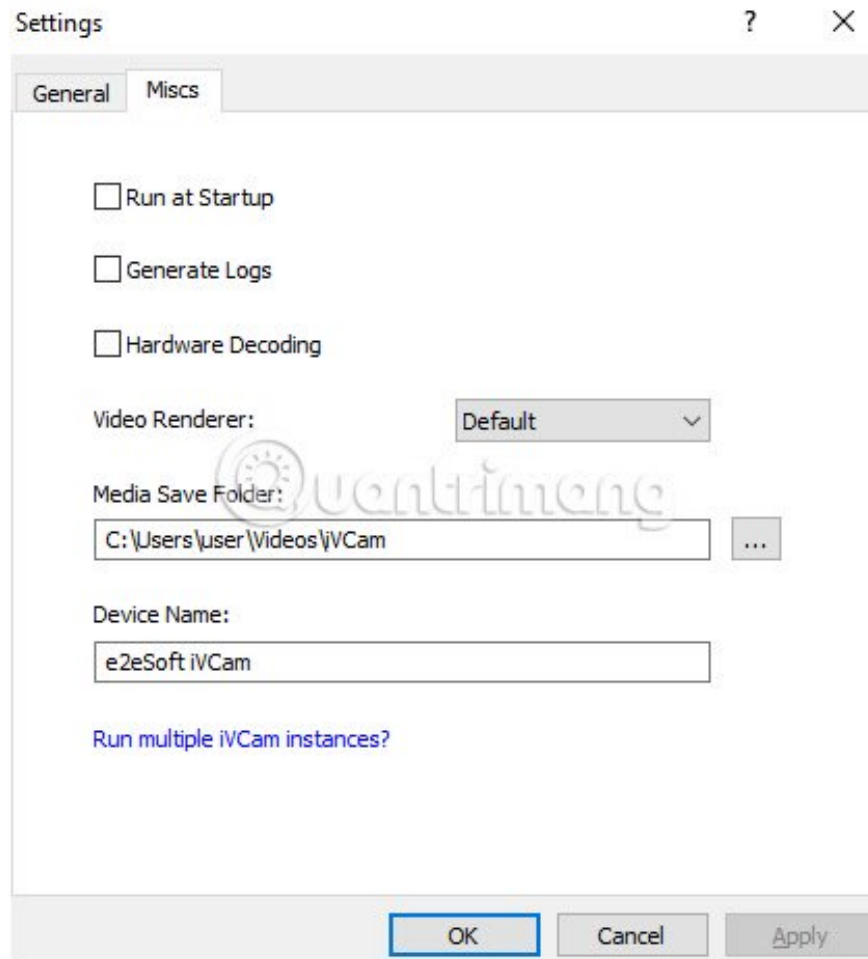 Settings
?
General
Miscs
Run at Startup
Generate Logs
Hardware Decoding
Video Renderer:
Default
Quantrimang
Media Save Folder:
C:\Users\user\Videos\iVCam
...
Device Name:
e2eSoft iVCam
Run multiple iVCam instances?
OK
Cancel
Apply